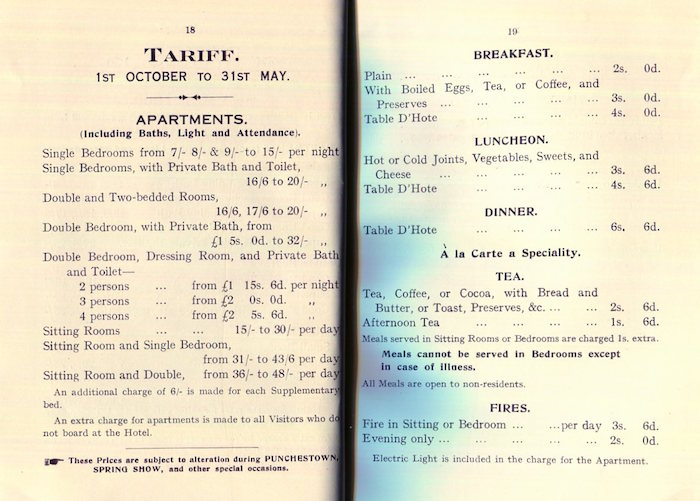 18
TARIFF.
1ST OCTOBER TO 31ST MAY.
APARTMENTS.
(Including Baths, Light and Attendance).
Single Bedrooms from 7/- 8/- & 9/- to 15/- per night
Single Bedrooms, with Private Bath and Toilet,
16/6 to 20/- „
Double and Two-bedded Rooms,
16/6, 17/6 to 20/- „
Double Bedroom, with Private Bath, from
£1 5s. 0d. to 32/- „
Double Bedroom, Dressing Room, and Private Bath
and Toilet—
2 persons ... from £1 15s. 6d. per night
3 persons ... from £2 0s. 0d. „
4 persons ... from £2 5s. 6d. „
Sitting Rooms ... ... 15/- to 30/- per day
Sitting Room and Single Bedroom,
from 31/- to 43/6 per day
Sitting Room and Double, from 36/- to 48/- per day
An additional charge of 6/- is made for each Supplementary
bed.
An extra charge for apartments is made to all Visitors who do
not board at the Hotel.
These Prices are subject to alteration during PUNCHESTOWN,
SPRING SHOW, and other special occasions.
19
BREAKFAST.
Plain ... ... ... ... ... 2s. 0d.
With Boiled Eggs, Tea, or Coffee, and
Preserves ... ... ... ... 3s. 0d.
Table D'Hote ... ... ... 4s. 0d.
LUNCHEON.
Hot or Cold Joints, Vegetables, Sweets, and
Cheese ... ... ... ... 3s. 6d.
Table D'Hote ... ... ... 4s. 6d.
DINNER.
Table D'Hote ... ... ... 6s. 6d.
À la Carte a Speciality.
TEA.
Tea, Coffee, or Cocoa, with Bread and
Butter, or Toast, Preserves, &c. ... ... 2s. 6d.
Afternoon Tea ... ... ... ... 1s. 6d.
Meals served in Sitting Rooms or Bedrooms are charged 1s. extra.
Meals cannot be served in Bedrooms except
in case of illness.
All Meals are open to non-residents.
FIRES.
Fire in Sitting or Bedroom ... ...per day 3s. 6d.
Evening only ... ... ... ... ... 2s. 0d.
Electric Light is included in the charge for the Apartment.